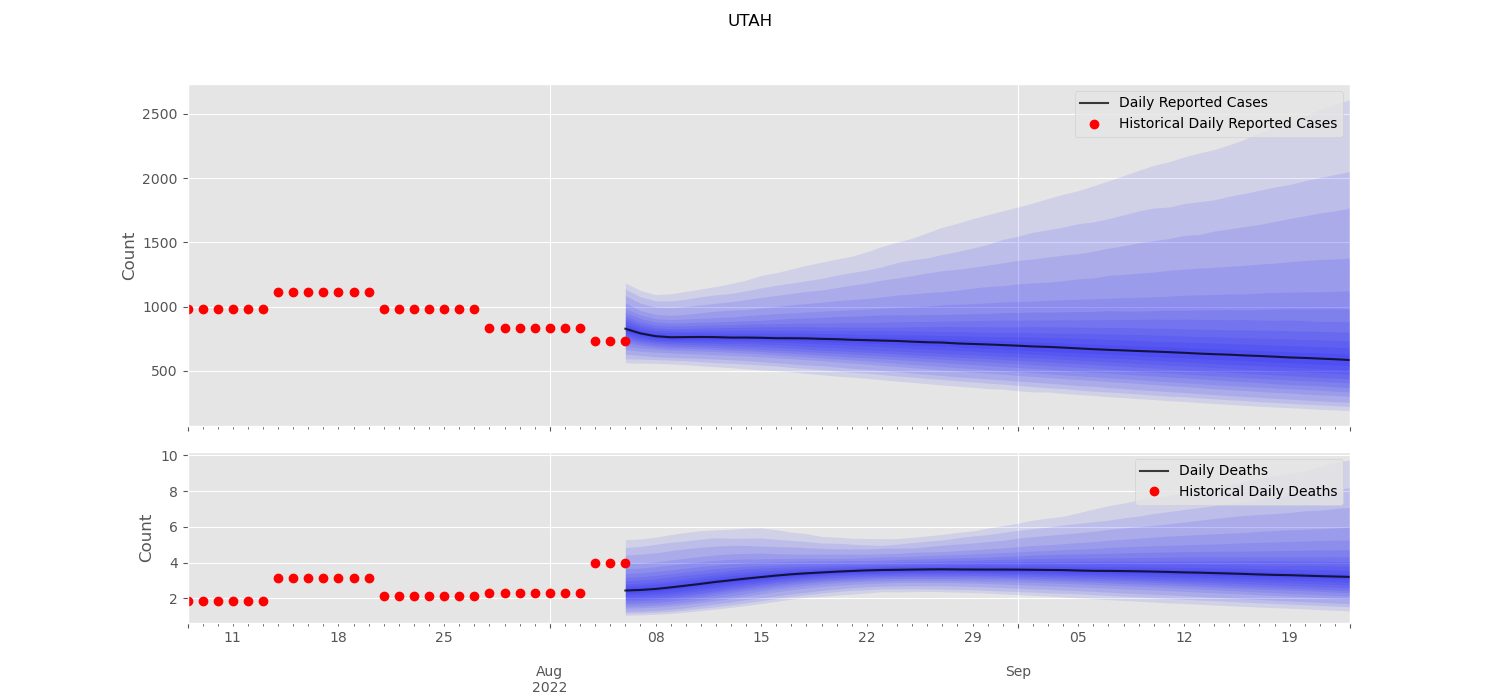 UTAH
Daily Reported Cases
Historical Daily Reported Cases
2500
2000
1500
1000
500
Count
Daily Deaths
Historical Daily Deaths
10
8
6
4
2
Count
11 18 25 08 15 22 29 05 12 19
Aug Sep
2022